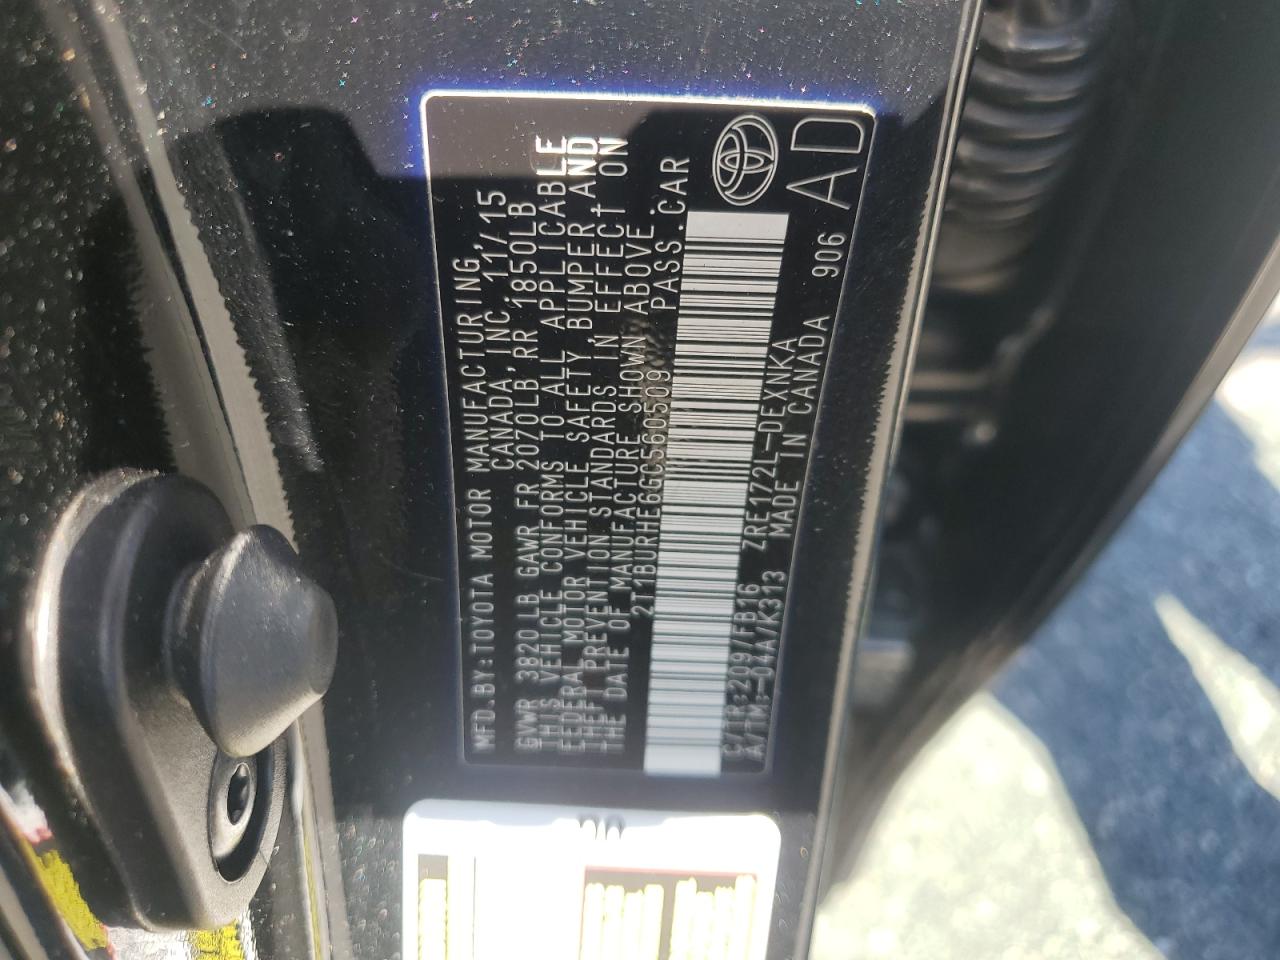 MFD.BY:TOYOTA MOTOR MANUFACTURING,
CANADA,INC. 11/15
GVWR 3820LB GAWR FR 2070LB,RR 1850LB
THIS VEHICLE CONFORMS TO ALL APPLICABLE
FEDERAL MOTOR VEHICLE SAFETY, BUMPER, AND
THEFT PREVENTION STANDARDS IN EFFECT ON
THE DATE OF MANUFACTURE SHOWN ABOVE.
2T1BURHE6GC560509 PASS.CAR
C/TR:209/FB16 ZRE172L-DEXNKA
A/TM:-04A/K313 MADE IN CANADA 906 AD